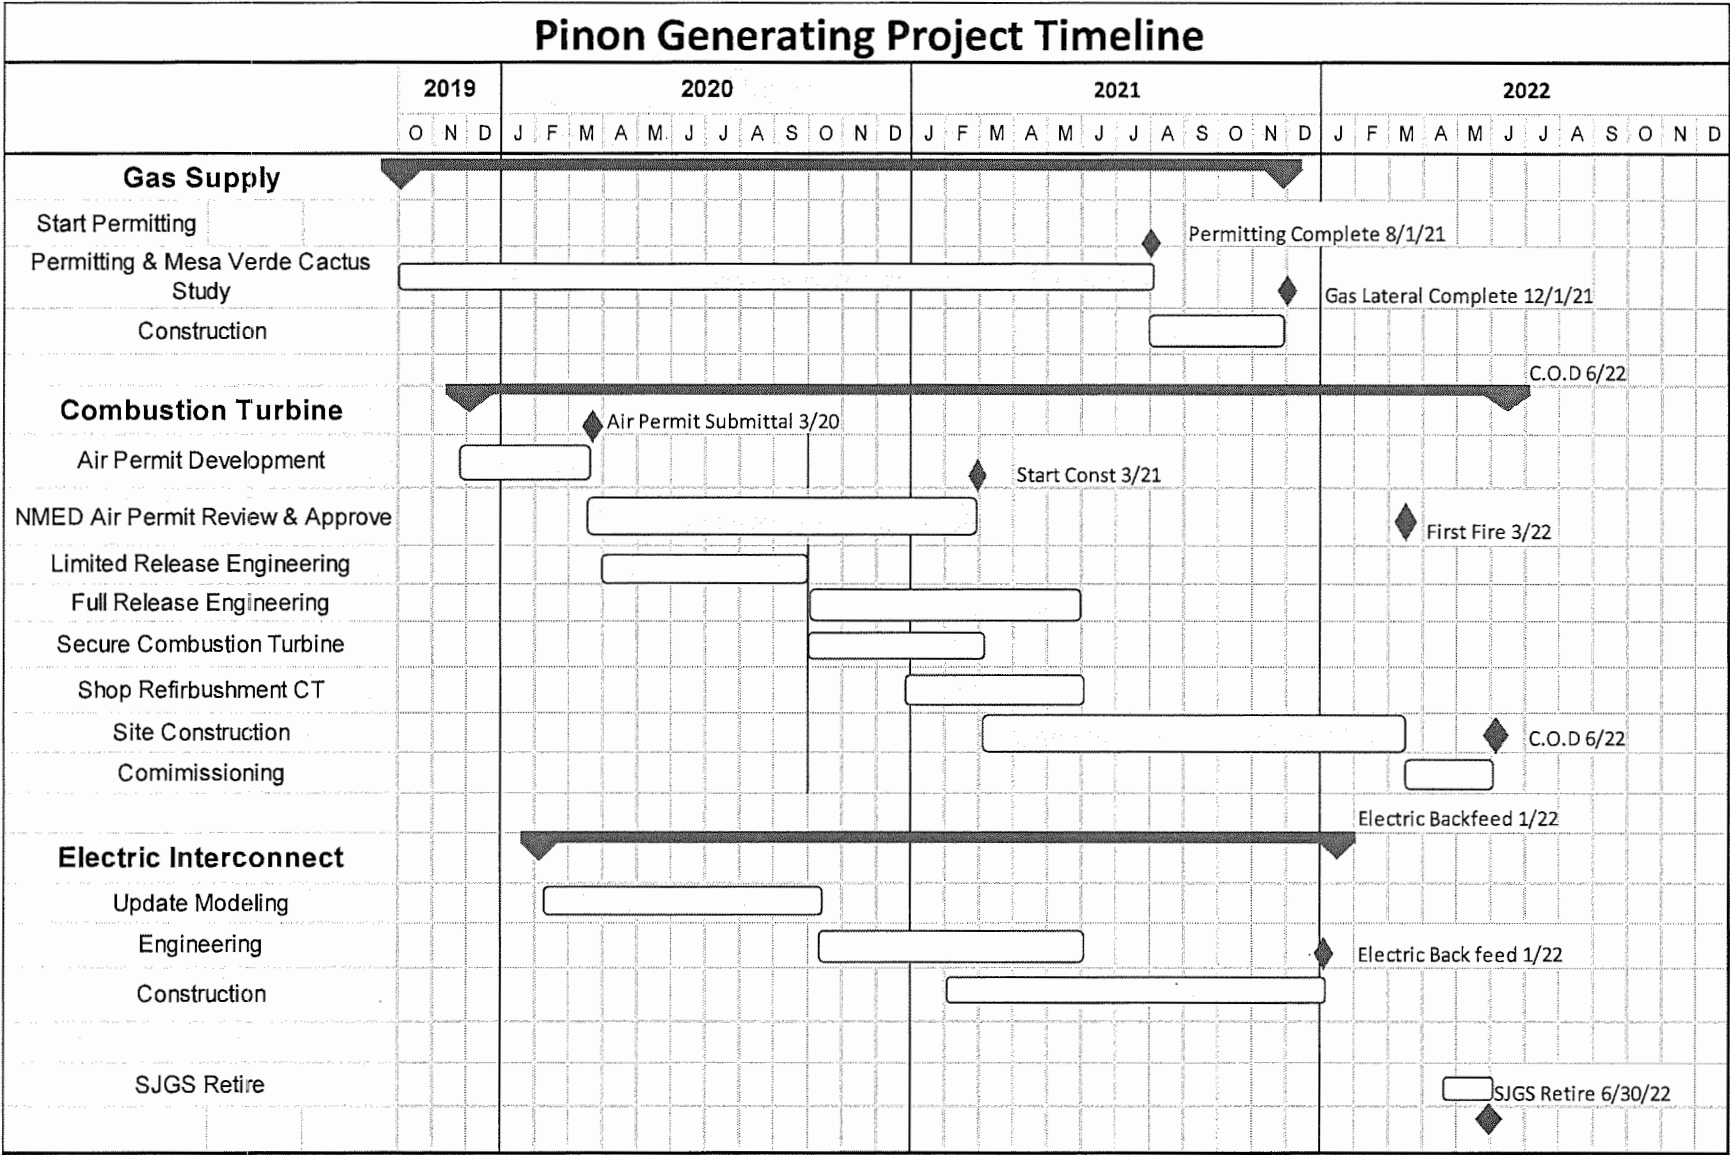 Pinon Generating Project Timeline
2019 2020 2021 2022
O N D J F M A M J J A S O N D J F M A M J J A S O N D J F M A M J J A S O N D
Gas Supply
Start Permitting
Permitting Complete 8/1/21
Permitting & Mesa Verde Cactus
Study
Gas Lateral Complete 12/1/21
Construction
C.O.D 6/22
Combustion Turbine
Air Permit Submittal 3/20
Air Permit Development
Start Const 3/21
NMED Air Permit Review & Approve
First Fire 3/22
Limited Release Engineering
Full Release Engineering
Secure Combustion Turbine
Shop Refirbushment CT
Site Construction
C.O.D 6/22
Comimissioning
Electric Backfeed 1/22
Electric Interconnect
Update Modeling
Engineering
Electric Back feed 1/22
Construction
SJGS Retire
SJGS Retire 6/30/22